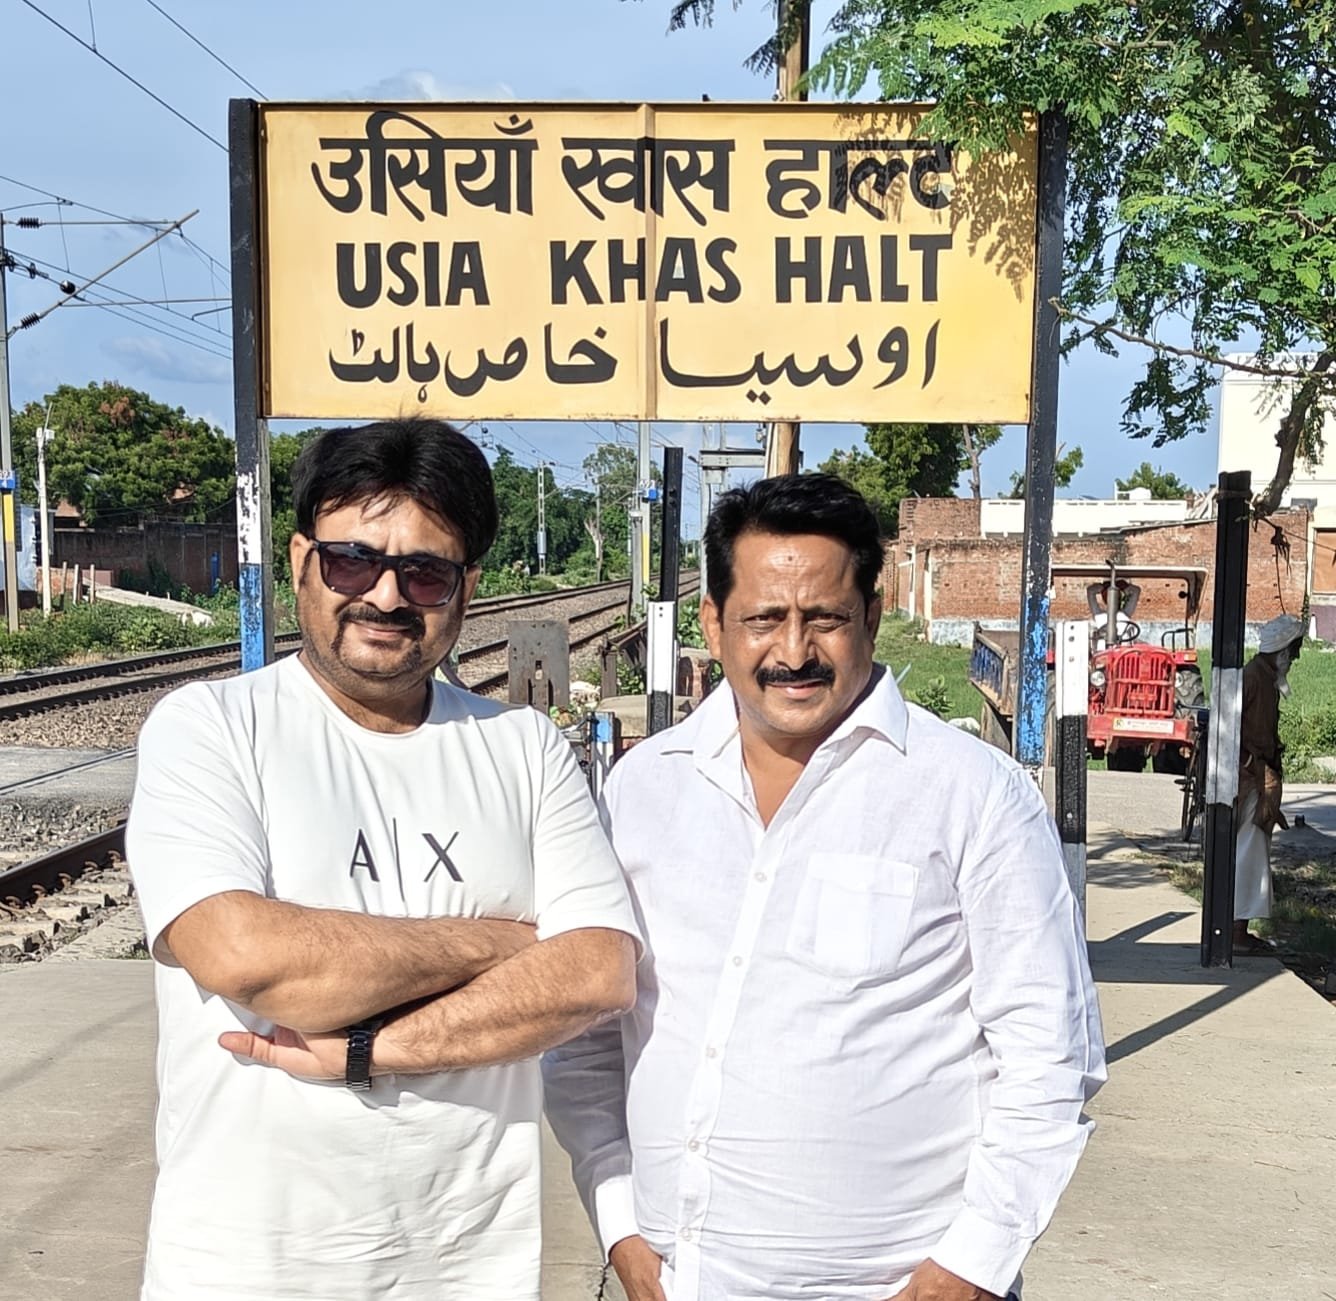 उसियाँ खास हाल्ट
USIA KHAS HALT
اوسیا خاص ہالٹ
A|X